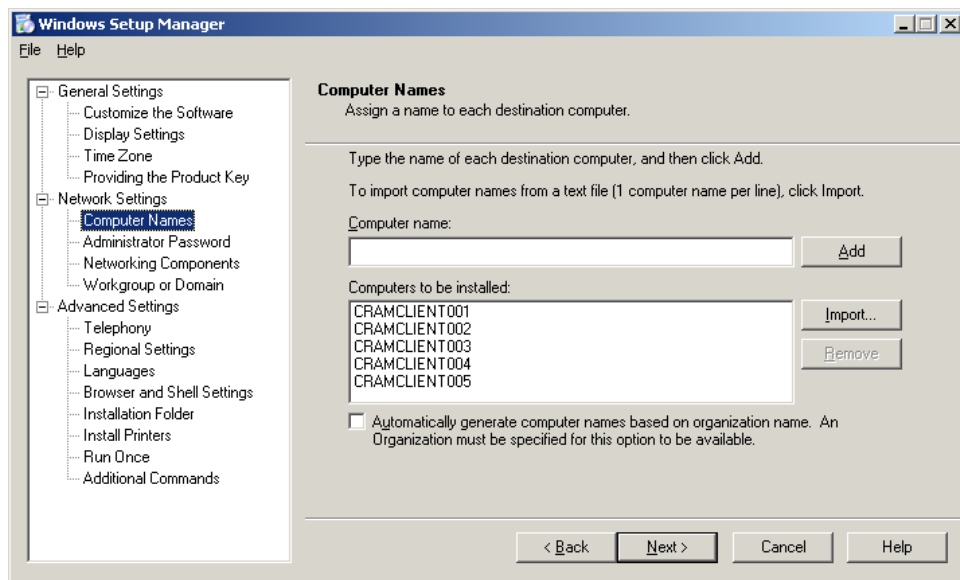 Windows Setup Manager
File Help
General Settings
Customize the Software
Display Settings
Time Zone
Providing the Product Key
Network Settings
Computer Names
Administrator Password
Networking Components
Workgroup or Domain
Advanced Settings
Telephony
Regional Settings
Languages
Browser and Shell Settings
Installation Folder
Install Printers
Run Once
Additional Commands
Computer Names
Assign a name to each destination computer.
Type the name of each destination computer, and then click Add.
To import computer names from a text file (1 computer name per line), click Import.
Computer name:
Add
Computers to be installed:
CRAMCLIENT001
CRAMCLIENT002
CRAMCLIENT003
CRAMCLIENT004
CRAMCLIENT005
Import...
Remove
Automatically generate computer names based on organization name. An
Organization must be specified for this option to be available.
< Back Next > Cancel Help